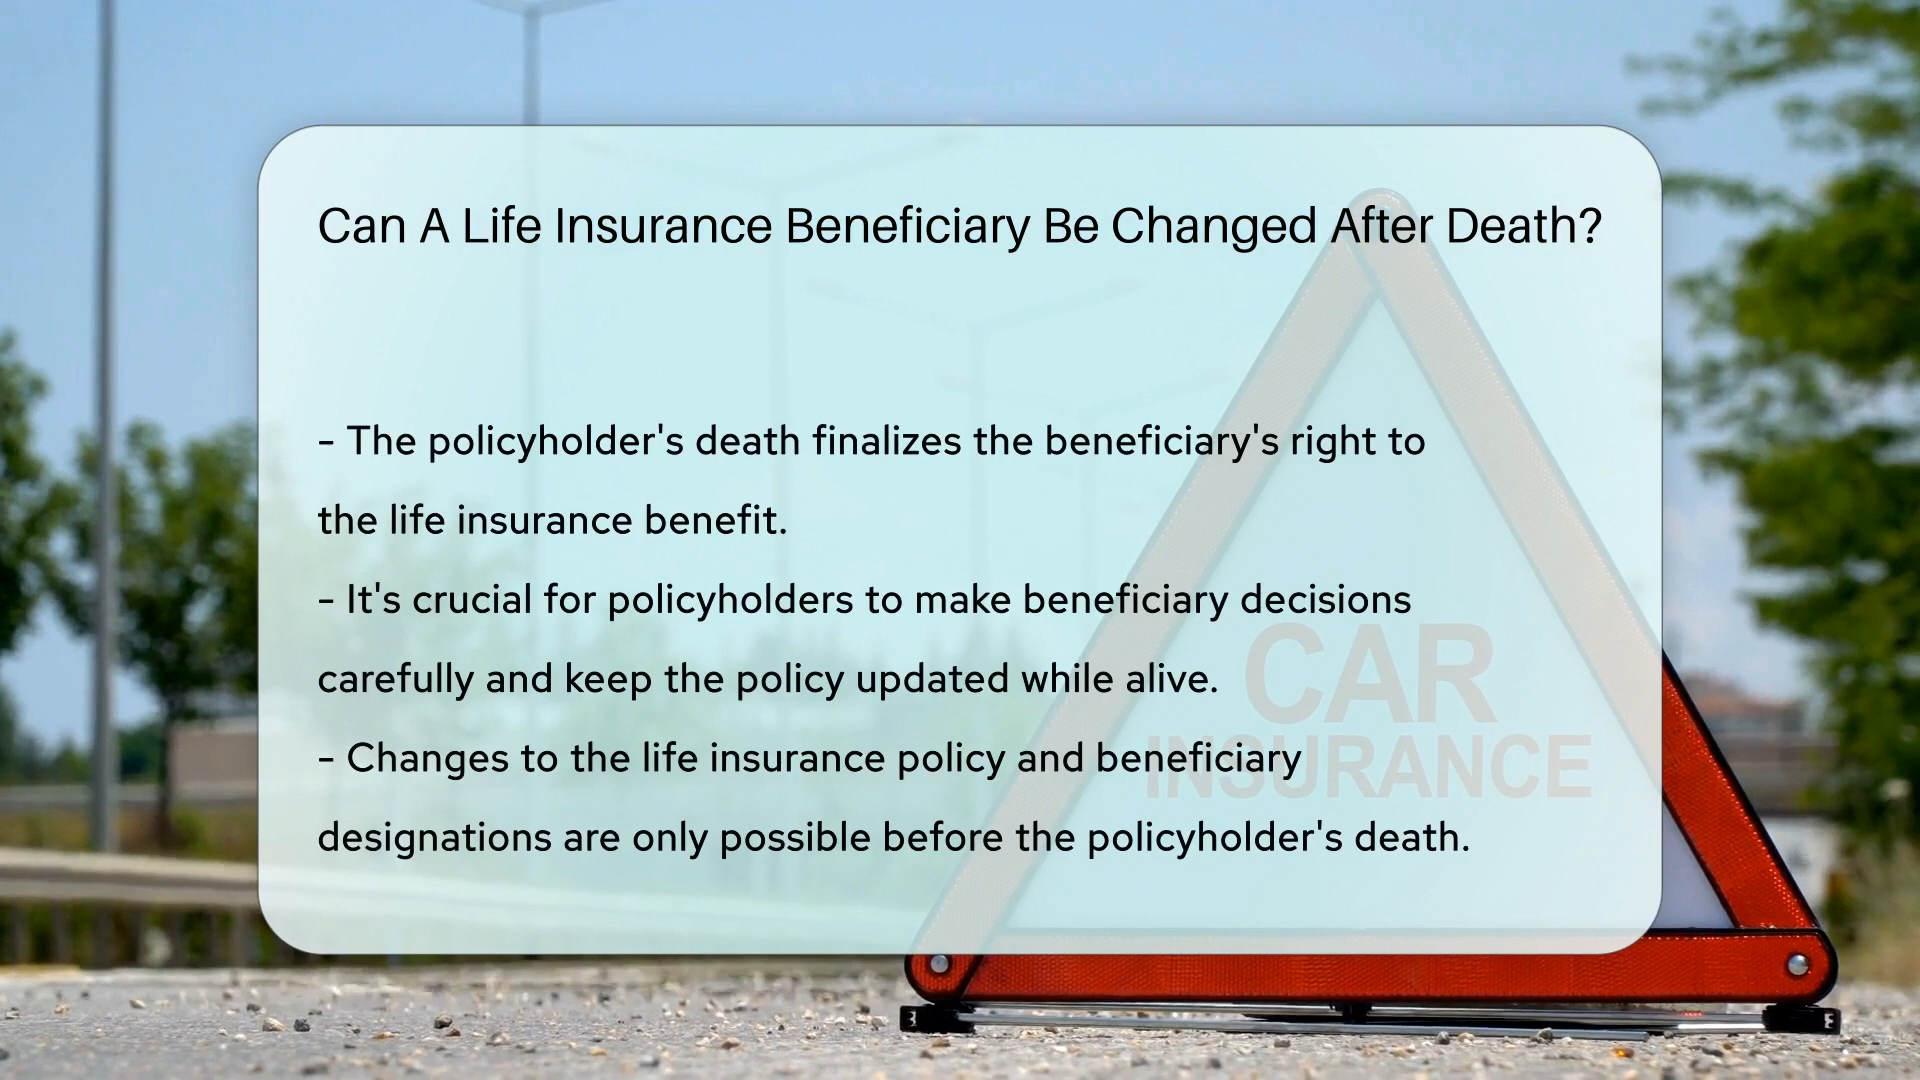 Can A Life Insurance Beneficiary Be Changed After Death?
- The policyholder's death finalizes the beneficiary's right to
the life insurance benefit.
- It's crucial for policyholders to make beneficiary decisions
carefully and keep the policy updated while alive.
- Changes to the life insurance policy and beneficiary
designations are only possible before the policyholder's death.
CAR
INSURANCE